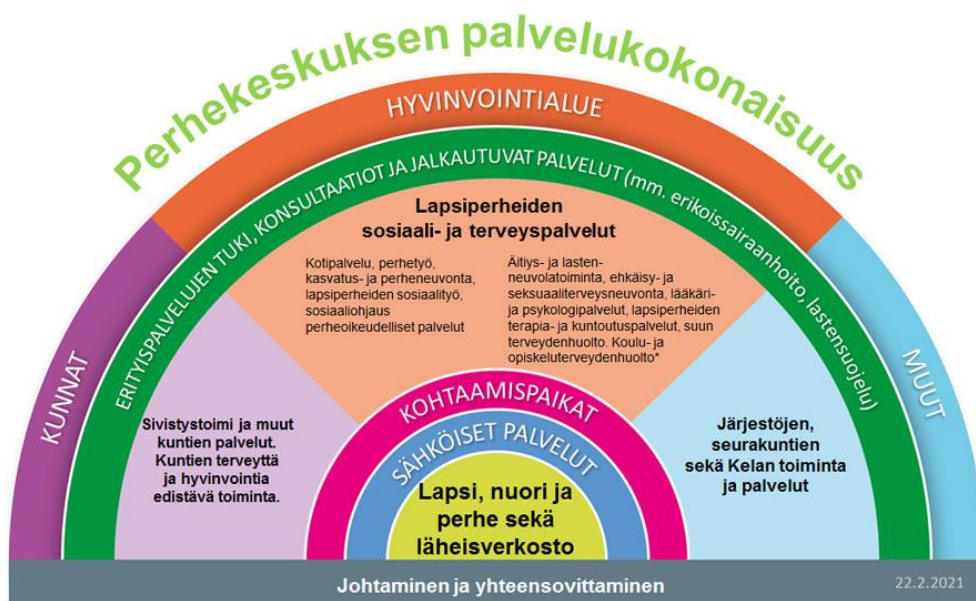 Perhekeskuksen palvelukokonaisuus
HYVINVOINTIALUE
KUNNAT
MUUT
ERITYISPALVELUJEN TUKI, KONSULTAATIOT JA JALKAUTUVAT PALVELUT (mm. erikoissairaanhoito, lastensuojelu)
Lapsiperheiden
sosiaali- ja terveyspalvelut
Kotipalvelu, perhetyö,
kasvatus- ja perheneuvonta,
lapsiperheiden sosiaalityö,
sosiaaliohjaus
perheoikeudelliset palvelut
Äitiys- ja lasten-
neuvolatoiminta, ehkäisy- ja
seksuaaliterveysneuvonta, lääkäri-
ja psykologipalvelut, lapsiperheiden
terapia- ja kuntoutuspalvelut, suun
terveydenhuolto. Koulu- ja
opiskeluterveydenhuolto*
Sivistystoimi ja muut
kuntien palvelut.
Kuntien terveyttä
ja hyvinvointia
edistävä toiminta.
Järjestöjen,
seurakuntien
sekä Kelan toiminta
ja palvelut
KOHTAAMISPAIKAT
SÄHKÖISET PALVELUT
Lapsi, nuori ja
perhe sekä
läheisverkosto
Johtaminen ja yhteensovittaminen
22.2.2021